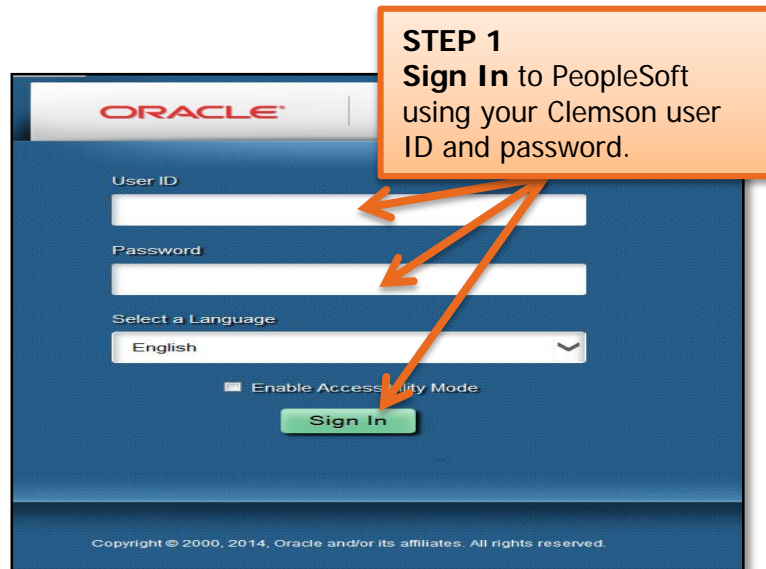 STEP 1
Sign In to PeopleSoft
using your Clemson user
ID and password.
ORACLE
User ID
Password
Select a Language
English
Enable Accessibility Mode
Sign In
Copyright © 2000, 2014, Oracle and/or its affiliates. All rights reserved.